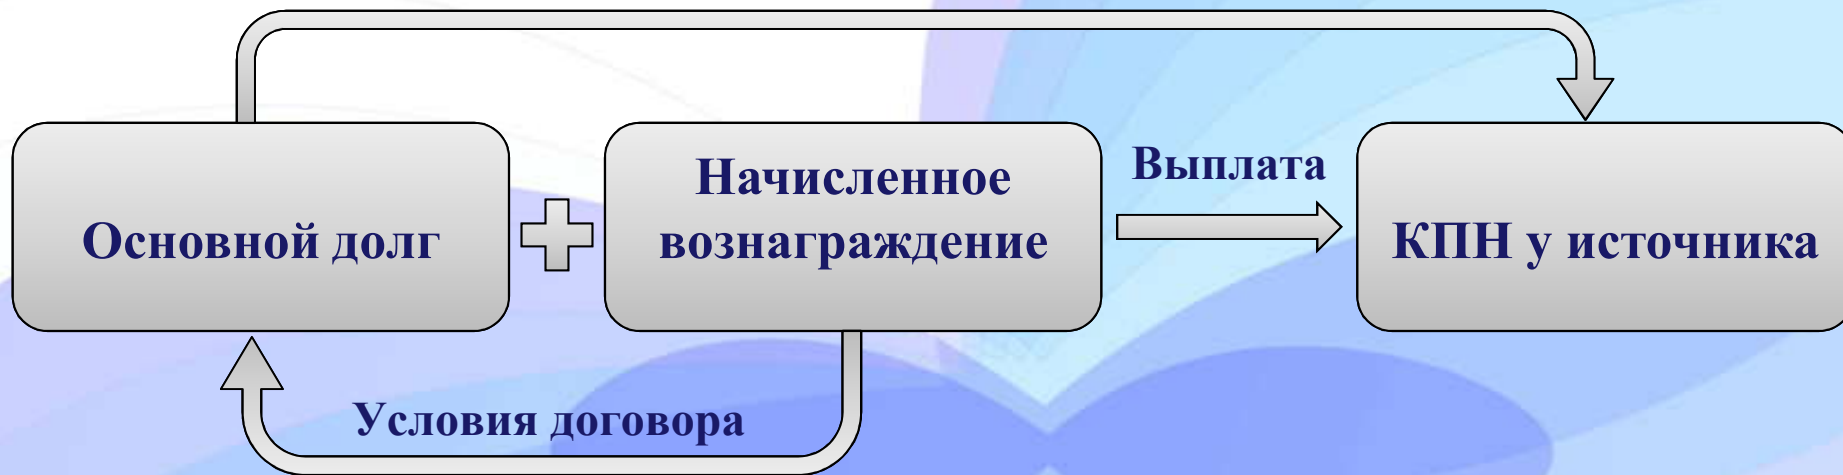 Основной долг
Начисленное
вознаграждение
Выплата
КПН у источника
Условия договора